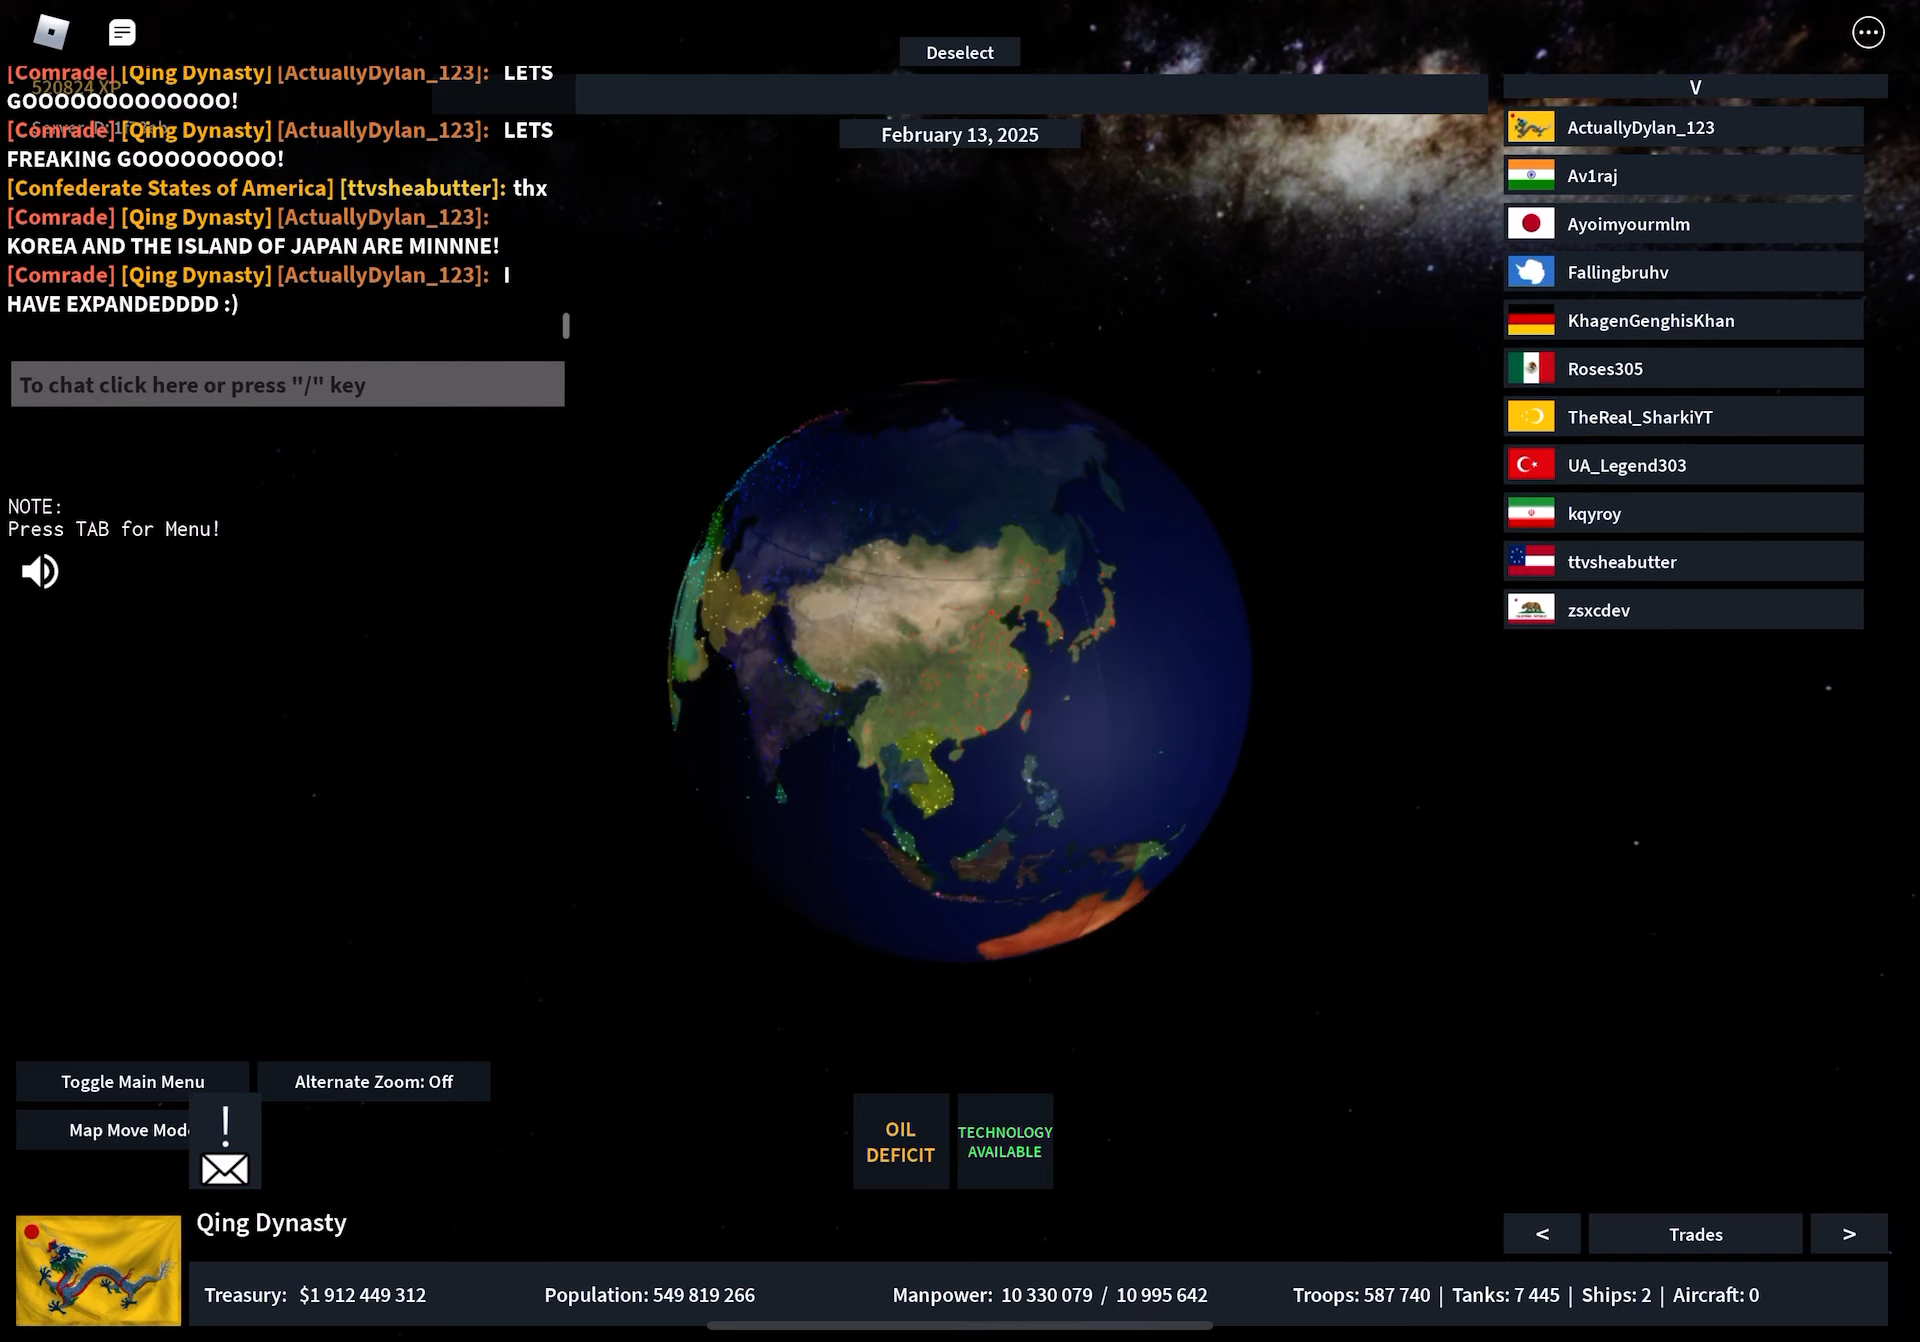 Deselect
[Comrade] [Qing Dynasty] [ActuallyDylan_123]: LETS
GOOOOOOOOOOOOO!
520824 XP
[Comrade] [Qing Dynasty] [ActuallyDylan_123]: LETS
FREAKING GOOOOOOOOO!
[Confederate States of America] [ttvsheabutter]: thx
[Comrade] [Qing Dynasty] [ActuallyDylan_123]:
KOREA AND THE ISLAND OF JAPAN ARE MINNNE!
[Comrade] [Qing Dynasty] [ActuallyDylan_123]: I
HAVE EXPANDEDDDD :)
To chat click here or press "/" key
NOTE:
Press TAB for Menu!
February 13, 2025
V
ActuallyDylan_123
Av1raj
Ayoimyourmlm
Fallingbruhv
KhagenGenghisKhan
Roses305
TheReal_SharkiYT
UA_Legend303
kqyroy
ttvsheabutter
zsxcdev
Toggle Main Menu
Alternate Zoom: Off
Map Move Mod
!
OIL
DEFICIT
TECHNOLOGY
AVAILABLE
Qing Dynasty
<
Trades
>
Treasury: $1 912 449 312
Population: 549 819 266
Manpower: 10 330 079 / 10 995 642
Troops: 587 740 | Tanks: 7 445 | Ships: 2 | Aircraft: 0